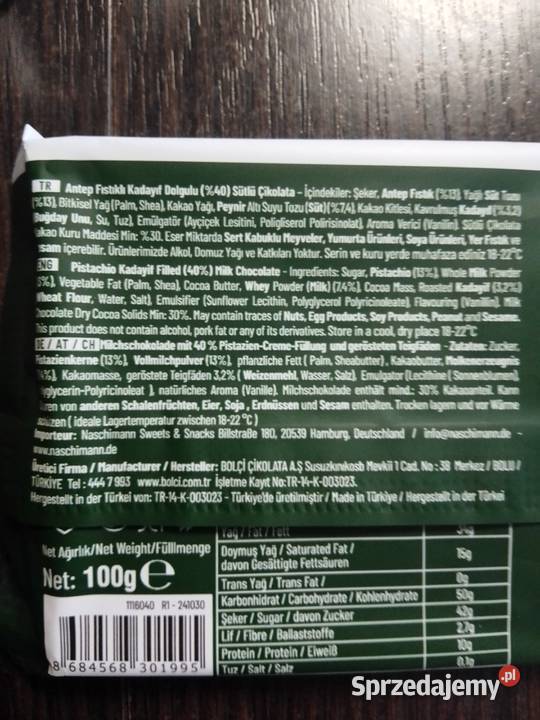 TR Antep Fıstıklı Kadayıf Dolgulu (%40) Sütlü Çikolata - İçindekiler: Şeker, Antep Fıstık (%13), Yağlı Süt Tozu
(%13), Bitkisel Yağ (Palm, Shea), Kakao Yağı, Peynir Altı Suyu Tozu (Süt)(%7,4), Kakao Kitlesi, Kavrulmuş Kadayıf (%3,2)
(Buğday Unu, Su, Tuz), Emülgatör (Ayçiçek Lesitini, Poligliserol Polirisinolat), Aroma Verici (Vanilin). Sütlü Çikolata
Kakao Kuru Maddesi Min: %30. Eser Miktarda Sert Kabuklu Meyveler, Yumurta Ürünleri, Soya Ürünleri, Yer Fıstık ve
Susam içerebilir. Ürünlerimizde Alkol, Domuz Yağı ve Katkıları Yoktur. Serin ve kuru yerde muhafaza ediniz 18-22°C
ENG Pistachio Kadayif Filled (40%) Milk Chocolate - Ingredients: Sugar, Pistachio (13%), Whole Milk Powder
Vegetable Fat (Palm, Shea), Cocoa Butter, Whey Powder (Milk) (7,4%), Cocoa Mass, Roasted Kadayif (3,2%)
Wheat Flour, Water, Salt), Emulsifier (Sunflower Lecithin, Polyglycerol Polyricinoleate), Flavouring (Vanillin). Milk
Chocolate Dry Cocoa Solids Min: 30%. May contain traces of Nuts, Egg Products, Soy Products, Peanut and Sesame.
This product does not contain alcohol, pork fat or any of its derivatives. Store in a cool, dry place 18-22°C
DE / AT / CH Milchschokolade mit 40 % Pistazien-Creme-Füllung und gerösteten Teigfäden - Zutaten: Zucker,
Pistazienkerne (13%), Vollmilchpulver (13%), pflanzliche Fett ( Palm, Sheabutter) , Kakaobutter, Molkenerzeugnis
Kakaomasse, geröstete Teigfäden 3,2% ( Weizenmehl, Wasser, Salz), Emulgator (Lecithine ( Sonnenblumen),
Polyglycerin-Polyricinoleat ), natürliches Aroma (Vanille). Milchschokolade enthält mind.: 30% Kakaoanteil. Kann
Spuren von anderen Schalenfrüchten, Eier, Soja , Erdnüssen und Sesam enthalten. Trocken lagern und vor Wärme
schützen ( ideale Lagertemperatur zwischen 18-22 °C )
Importeur: Naschimann Sweets & Snacks Billstraße 180, 20539 Hamburg, Deutschland / info@naschimann.de -
www.naschimann.de
Üretici Firma / Manufacturer / Hersteller: BOLÇİ ÇİKOLATA A.Ş Susuzkınıkosb Mevkii 1 Cad. No : 38 Merkez / BOLU /
TÜRKİYE Tel : 444 7 993 www.bolci.com.tr İşletme Kayıt No:TR-14-K-003023.
Hergestellt in der Türkei von: TR-14-K-003023 - Türkiye'de üretilmiştir / Made in Türkiye / Hergestellt in der Türkei
Yağ / Fat / Fett 34g
Net Ağırlık/Net Weight/Füllmenge
Net: 100g e
Doymuş Yağ / Saturated Fat / 15g
davon Gesättigte Fettsäuren
Trans Yağ / Trans Fat / 0g
Karbonhidrat / Carbohydrate / Kohlenhydrate 50g
Şeker / Sugar / davon Zucker 42g
Lif / Fibre / Ballaststoffe 2,7g
Protein / Protein / Eiweiß 10g
Tuz / Salt / Salz 0,1g
1116040 R1 - 241030
8 684568 301995
Sprzedajemy.pl